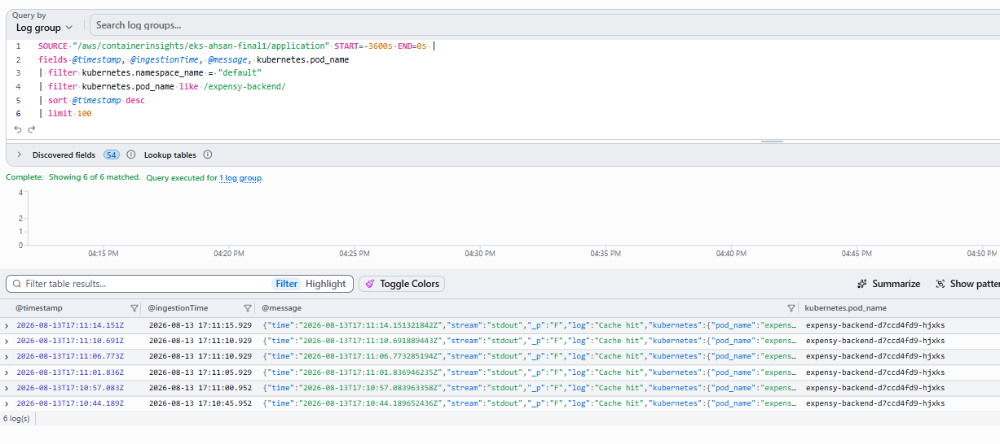 Query by
Log group
Search log groups...
1 SOURCE "/aws/containerinsights/eks-ahsan-final1/application" START=-3600s END=0s
2 fields @timestamp, @ingestionTime, @message, kubernetes.pod_name
3 | filter kubernetes.namespace_name = "default"
4 | filter kubernetes.pod_name like /expensy-backend/
5 | sort @timestamp desc
6 | limit 100
Discovered fields 54 Lookup tables
Complete: Showing 6 of 6 matched. Query executed for 1 log group.
4
2
1
0
04:15 PM 04:20 PM 04:25 PM 04:30 PM 04:35 PM 04:40 PM 04:45 PM 04:50 PM
Filter table results... Filter Highlight Toggle Colors Summarize Show patter
@timestamp @ingestionTime @message kubernetes.pod_name
2026-08-13T17:11:14.151Z 2026-08-13 17:11:15.929 {"time":"2026-08-13T17:11:14.151321842Z","stream":"stdout","_p":"F","log":"Cache hit","kubernetes":{"pod_name":"expens… expensy-backend-d7ccd4fd9-hjxks
2026-08-13T17:11:10.691Z 2026-08-13 17:11:10.929 {"time":"2026-08-13T17:11:10.691889443Z","stream":"stdout","_p":"F","log":"Cache hit","kubernetes":{"pod_name":"expens… expensy-backend-d7ccd4fd9-hjxks
2026-08-13T17:11:06.773Z 2026-08-13 17:11:10.929 {"time":"2026-08-13T17:11:06.773285194Z","stream":"stdout","_p":"F","log":"Cache hit","kubernetes":{"pod_name":"expens… expensy-backend-d7ccd4fd9-hjxks
2026-08-13T17:11:01.836Z 2026-08-13 17:11:05.929 {"time":"2026-08-13T17:11:01.836946235Z","stream":"stdout","_p":"F","log":"Cache hit","kubernetes":{"pod_name":"expens… expensy-backend-d7ccd4fd9-hjxks
2026-08-13T17:10:57.083Z 2026-08-13 17:11:00.952 {"time":"2026-08-13T17:10:57.083963358Z","stream":"stdout","_p":"F","log":"Cache hit","kubernetes":{"pod_name":"expens… expensy-backend-d7ccd4fd9-hjxks
2026-08-13T17:10:44.189Z 2026-08-13 17:10:45.952 {"time":"2026-08-13T17:10:44.189652436Z","stream":"stdout","_p":"F","log":"Cache hit","kubernetes":{"pod_name":"expens… expensy-backend-d7ccd4fd9-hjxks
6 log(s)